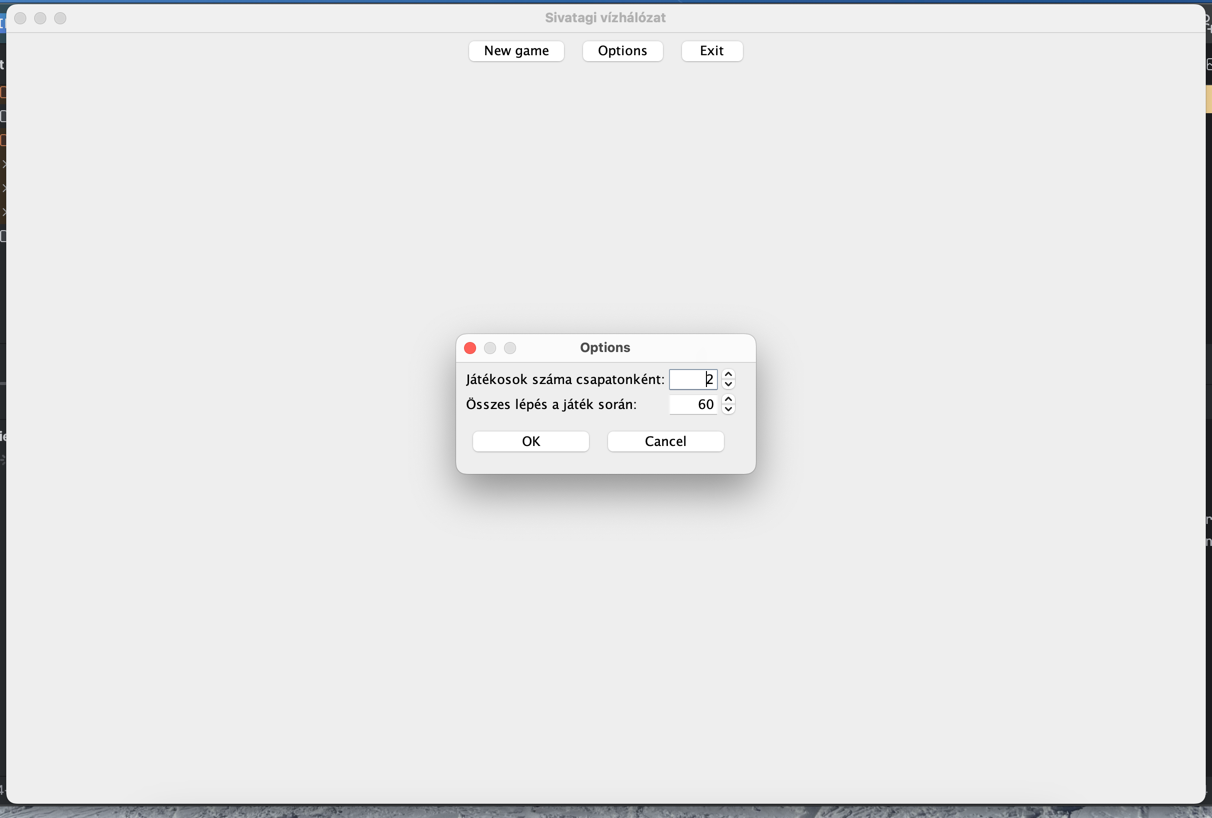 Sivatagi vízhálózat
New game Options Exit
Options
Játékosok száma csapatonként: 2
Összes lépés a játék során: 60
OK Cancel